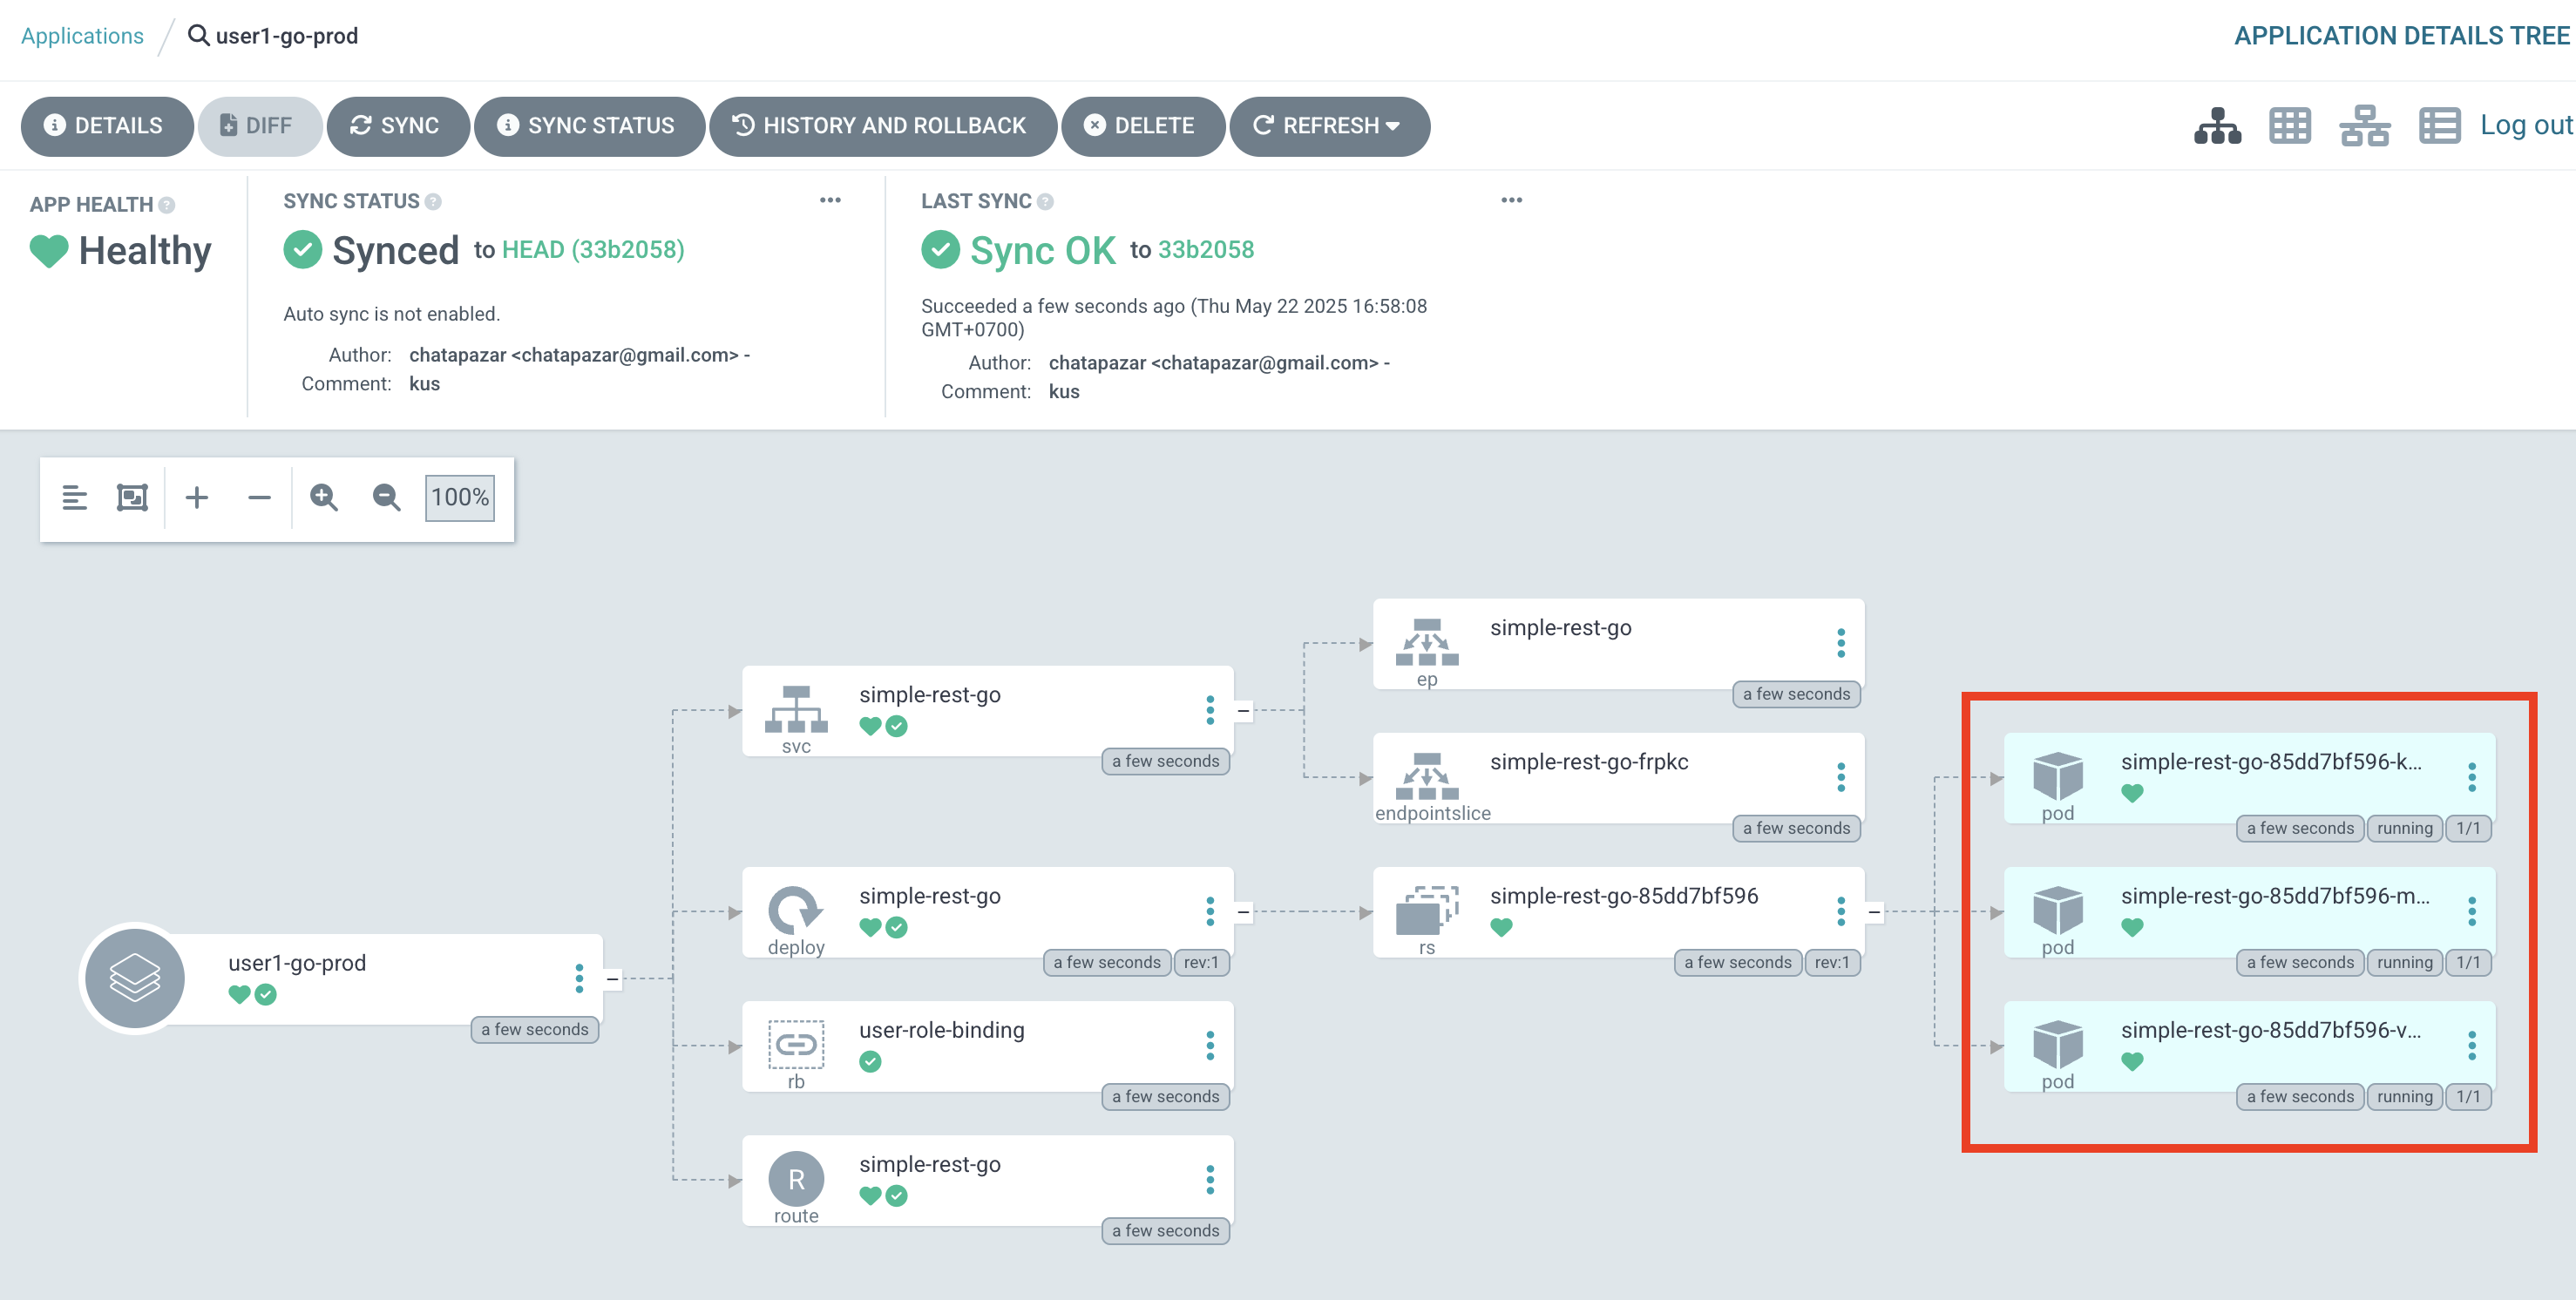 Applications / user1-go-prod
APPLICATION DETAILS TREE
DETAILS DIFF SYNC SYNC STATUS HISTORY AND ROLLBACK DELETE REFRESH
Log out
APP HEALTH
Healthy
SYNC STATUS
Synced to HEAD (33b2058)
Auto sync is not enabled.
Author: chatapazar <chatapazar@gmail.com> -
Comment: kus
LAST SYNC
Sync OK to 33b2058
Succeeded a few seconds ago (Thu May 22 2025 16:58:08
GMT+0700)
Author: chatapazar <chatapazar@gmail.com> -
Comment: kus
100%
user1-go-prod
a few seconds
simple-rest-go
svc
a few seconds
simple-rest-go
deploy
a few seconds rev:1
user-role-binding
rb
a few seconds
R
simple-rest-go
route
a few seconds
simple-rest-go
ep
a few seconds
simple-rest-go-frpkc
endpointslice
a few seconds
simple-rest-go-85dd7bf596
rs
a few seconds rev:1
simple-rest-go-85dd7bf596-k...
pod
a few seconds running 1/1
simple-rest-go-85dd7bf596-m...
pod
a few seconds running 1/1
simple-rest-go-85dd7bf596-v...
pod
a few seconds running 1/1